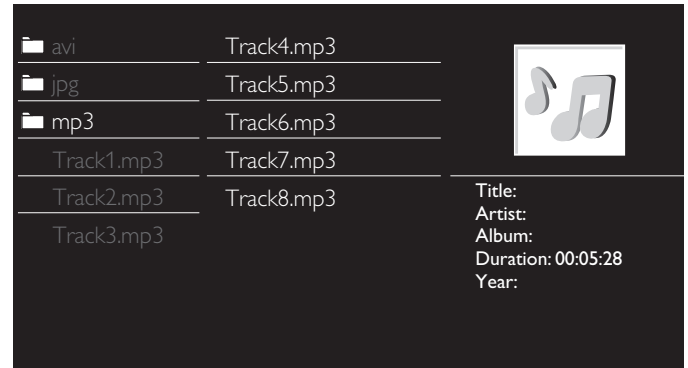 avi
jpg
mp3
Track1.mp3
Track2.mp3
Track3.mp3
Track4.mp3
Track5.mp3
Track6.mp3
Track7.mp3
Track8.mp3
Title:
Artist:
Album:
Duration: 00:05:28
Year: